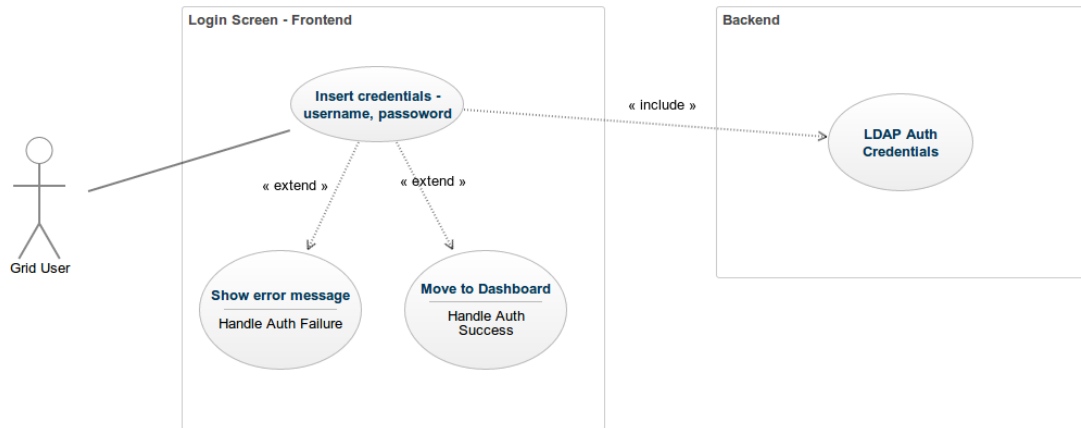 Login Screen - Frontend
Backend
Insert credentials -
username, passoword
« include »
LDAP Auth
Credentials
« extend »
« extend »
Grid User
Show error message
Handle Auth Failure
Move to Dashboard
Handle Auth
Success